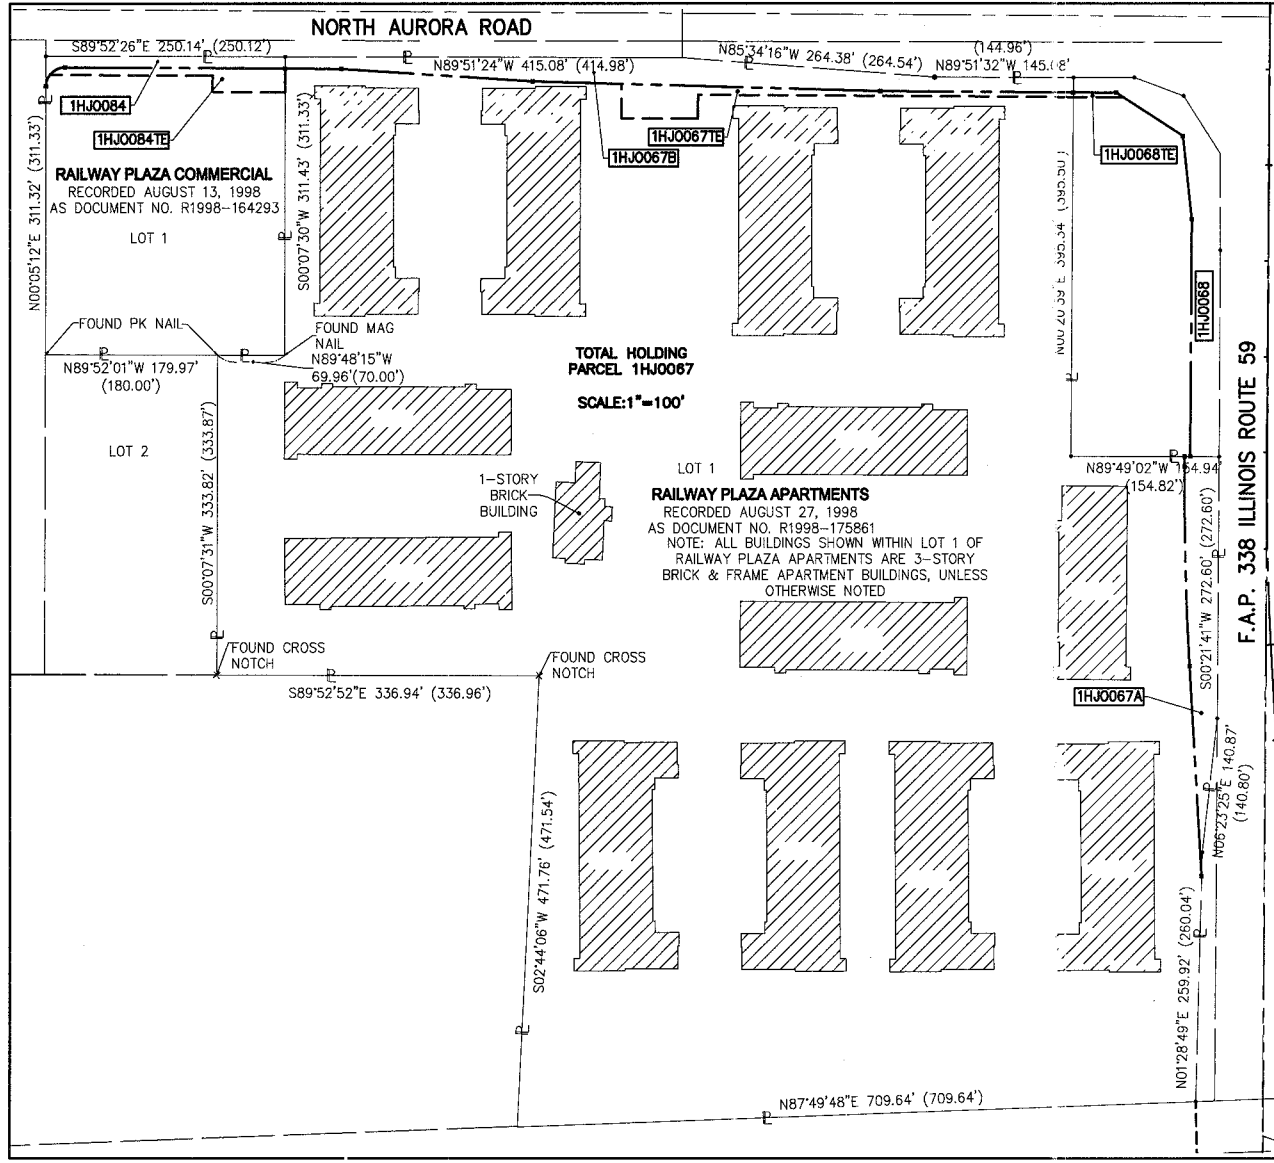 NORTH AURORA ROAD
S89°52'26"E 250.14' (250.12')
N89°51'24"W 415.08' (414.98')
N85°34'16"W 264.38' (264.54')
(144.96')
N89°51'32"W
1HJ0084
1HJ0084TE
1HJ0067B
1HJ0067TE
1HJ0068TE
RAILWAY PLAZA COMMERCIAL
RECORDED AUGUST 13, 1998
AS DOCUMENT NO. R1998-164293
LOT 1
N00°05'12"E 311.32' (311.33')
S00°07'30"W 311.43' (311.33')
1HJ0068
F.A.P. 338 ILLINOIS ROUTE 59
FOUND PK NAIL
FOUND MAG
NAIL
N89°48'15"W
69.96'(70.00')
N89°52'01"W 179.97'
(180.00')
TOTAL HOLDING
PARCEL 1HJ0067
SCALE:1"=100'
LOT 2
S00°07'31"W 333.82' (333.87')
1-STORY
BRICK
BUILDING
LOT 1
RAILWAY PLAZA APARTMENTS
RECORDED AUGUST 27, 1998
AS DOCUMENT NO. R1998-175861
NOTE: ALL BUILDINGS SHOWN WITHIN LOT 1 OF
RAILWAY PLAZA APARTMENTS ARE 3-STORY
BRICK & FRAME APARTMENT BUILDINGS, UNLESS
OTHERWISE NOTED
N89°49'02"W 154.94'
(154.82')
S00°21'41"W 272.60' (272.60')
FOUND CROSS
NOTCH
FOUND CROSS
NOTCH
S89°52'52"E 336.94' (336.96')
1HJ0067A
N06°23'25"E 140.87'
(140.80')
S02°44'06"W 471.76' (471.54')
N01°28'49"E 259.92' (260.04')
N87°49'48"E 709.64' (709.64')